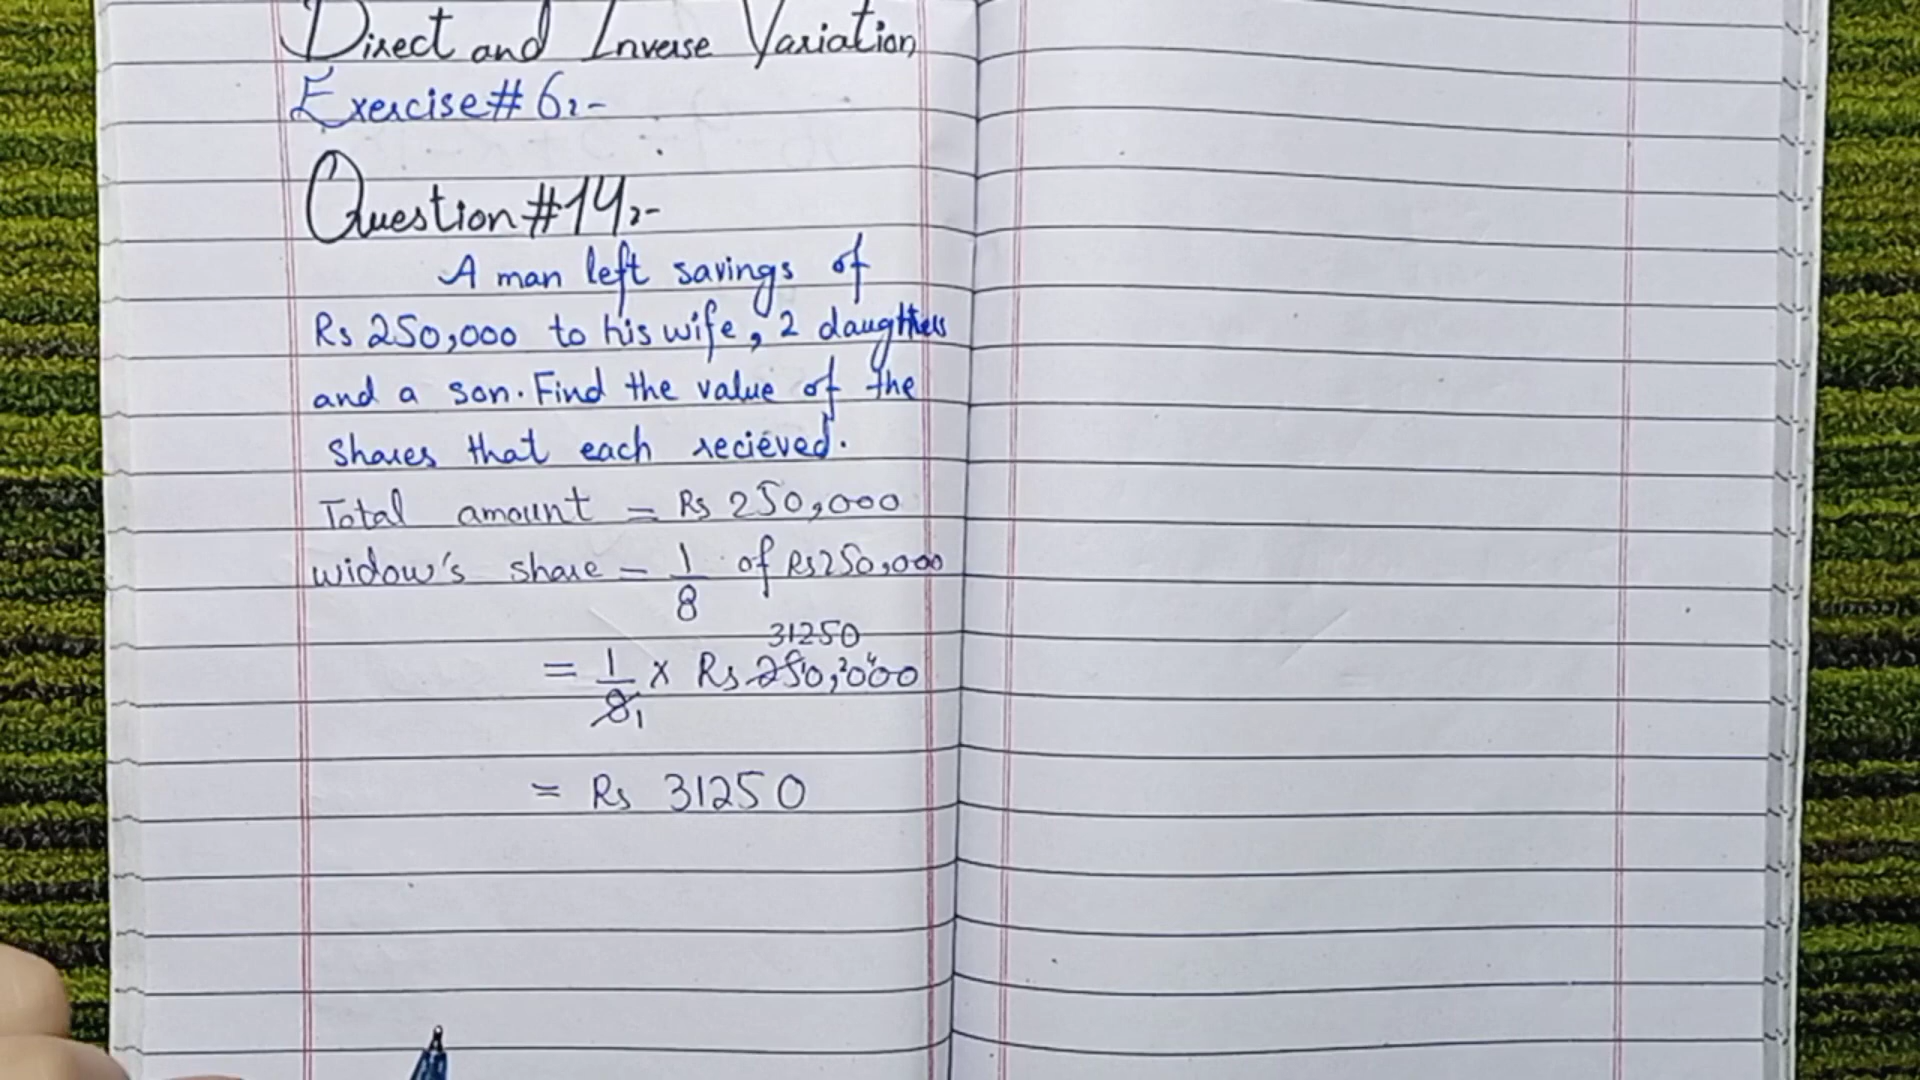 Direct and Inverse Variation
Exercise# 6:-
Question#14:-
A man left savings of
Rs 250,000 to his wife, 2 daugthers
and a son. Find the value of the
shares that each recieved.
Total amount = Rs 250,000
widow's share = 1/8 of Rs250,000
31250
= 1/8 1 x Rs 250,000
= Rs 31250